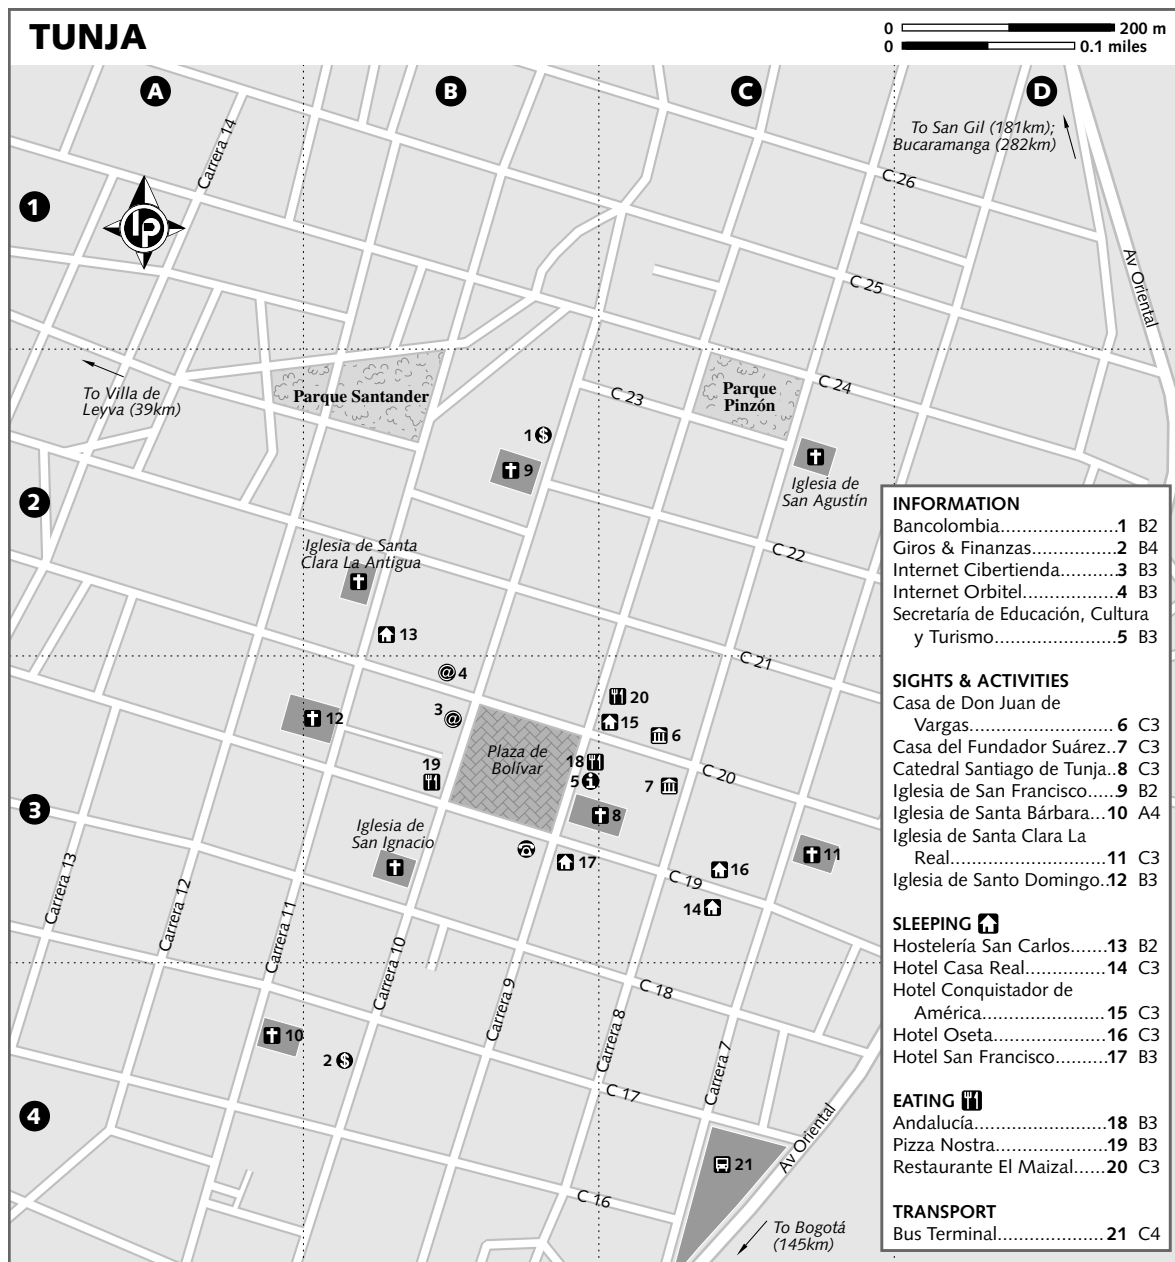 TUNJA
0 200 m
0 0.1 miles
A
B
C
D
1
2
3
4
lp
To San Gil (181km);
Bucaramanga (282km)
Carrera 14
C 26
C 25
Av Oriental
C 24
C 23
To Villa de
Leyva (39km)
Parque Santander
Parque
Pinzón
1 $
9
Iglesia de
San Agustín
C 22
Iglesia de Santa
Clara La Antigua
13
C 21
@ 4
3 @
12
20
15
6
Plaza de
Bolívar
18
5 i
7
C 20
19
8
Iglesia de
San Ignacio
17
16
11
C 19
14
Carrera 13
Carrera 12
Carrera 11
Carrera 10
Carrera 9
Carrera 8
Carrera 7
C 18
10
2 $
C 17
Av Oriental
21
C 16
To Bogotá
(145km)
INFORMATION
Bancolombia.....................1 B2
Giros & Finanzas...............2 B4
Internet Cibertienda..........3 B3
Internet Orbitel.................4 B3
Secretaría de Educación, Cultura
y Turismo.......................5 B3
SIGHTS & ACTIVITIES
Casa de Don Juan de
Vargas..........................6 C3
Casa del Fundador Suárez..7 C3
Catedral Santiago de Tunja..8 C3
Iglesia de San Francisco.....9 B2
Iglesia de Santa Bárbara...10 A4
Iglesia de Santa Clara La
Real............................11 C3
Iglesia de Santo Domingo..12 B3
SLEEPING
Hostelería San Carlos.......13 B2
Hotel Casa Real................14 C3
Hotel Conquistador de
América.......................15 C3
Hotel Oseta.....................16 C3
Hotel San Francisco..........17 B3
EATING
Andalucía........................18 B3
Pizza Nostra.....................19 B3
Restaurante El Maizal......20 C3
TRANSPORT
Bus Terminal....................21 C4